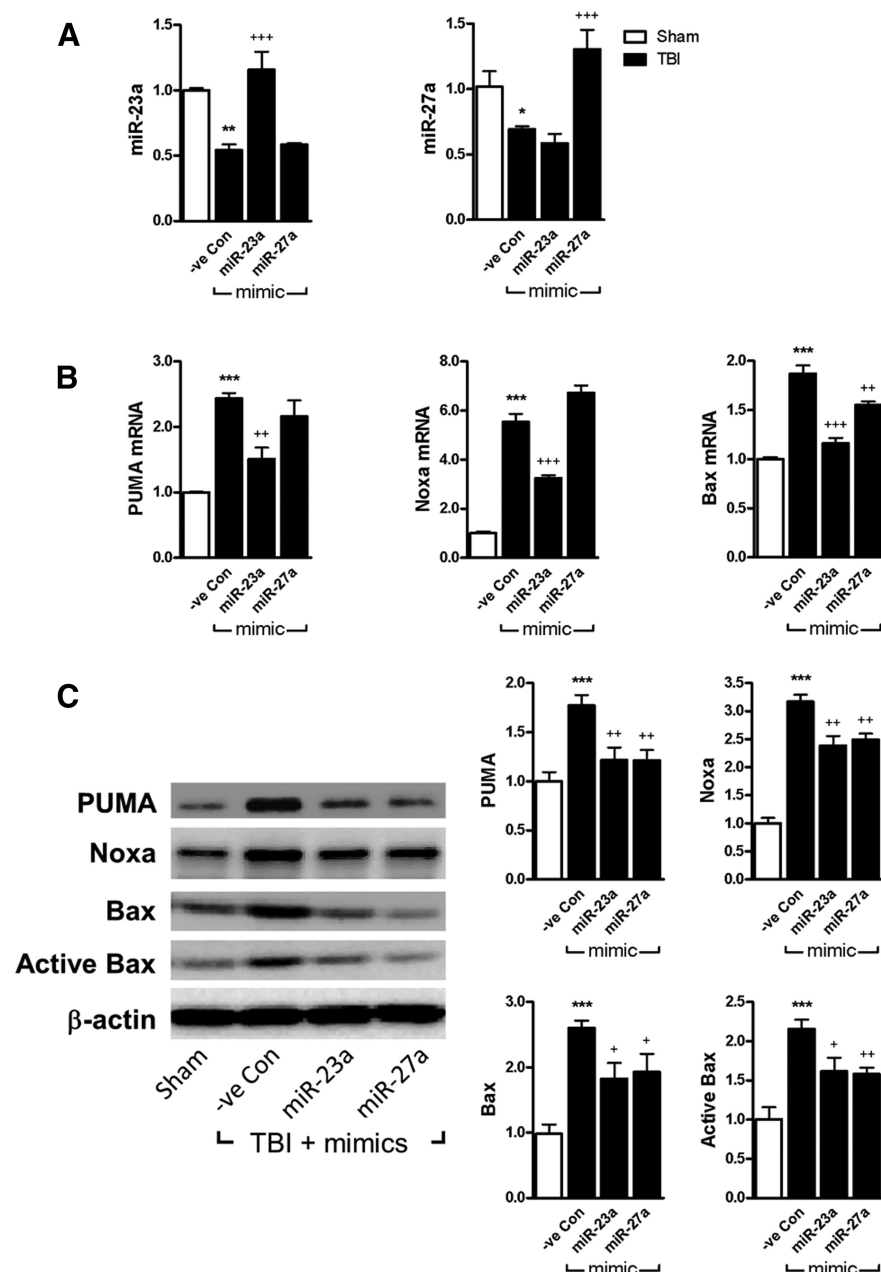 A
miR-23a
1.5
1.0
0.5
0.0
**
+++
-ve Con
miR-23a
miR-27a
mimic
miR-27a
1.5
1.0
0.5
0.0
*
+++
-ve Con
miR-23a
miR-27a
mimic
Sham
TBI
B
PUMA mRNA
3.0
2.0
1.0
0.0
***
++
-ve Con
miR-23a
miR-27a
mimic
Noxa mRNA
8.0
6.0
4.0
2.0
0.0
***
+++
-ve Con
miR-23a
miR-27a
mimic
Bax mRNA
2.0
1.5
1.0
0.5
0.0
***
+++
++
-ve Con
miR-23a
miR-27a
mimic
C
PUMA
Noxa
Bax
Active Bax
β-actin
Sham
-ve Con
miR-23a
miR-27a
TBI + mimics
PUMA
2.0
1.5
1.0
0.5
0.0
***
++
++
-ve Con
miR-23a
miR-27a
mimic
Noxa
3.5
PLACEHOLDER
3.0
2.5
2.0
1.5
1.0
0.5
0.0
***
++
++
-ve Con
miR-23a
miR-27a
mimic
Bax
3.0
2.0
1.0
0.0
***
+
+
-ve Con
miR-23a
miR-27a
mimic
Active Bax
2.5
2.0
1.5
1.0
0.5
0.0
***
+
++
-ve Con
miR-23a
miR-27a
mimic